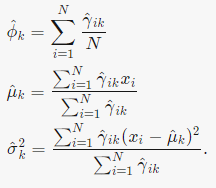 $\hat{\phi}_k = \sum_{i=1}^{N} \frac{\hat{\gamma}_{ik}}{N}$
$\hat{\mu}_k = \frac{\sum_{i=1}^{N} \hat{\gamma}_{ik} x_i}{\sum_{i=1}^{N} \hat{\gamma}_{ik}}$
$\hat{\sigma}_k^2 = \frac{\sum_{i=1}^{N} \hat{\gamma}_{ik} (x_i - \hat{\mu}_k)^2}{\sum_{i=1}^{N} \hat{\gamma}_{ik}}.$